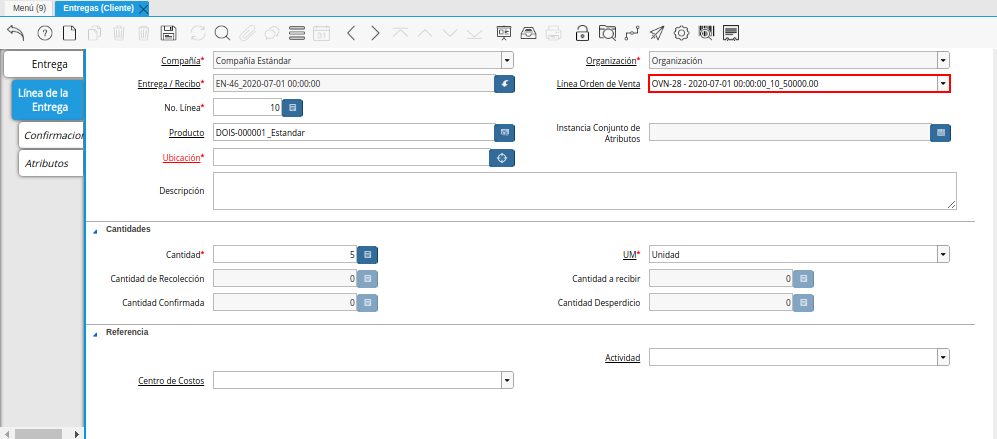 Menú (9)
Entregas (Cliente)
Entrega
Línea de la
Entrega
Confirmacion
Atributos
Compañía* Compañía Estándar
Organización* Organización
Entrega / Recibo* EN-46_2020-07-01 00:00:00
Línea Orden de Venta OVN-28 - 2020-07-01 00:00:00_10_50000.00
No. Línea* 10
Producto DOIS-000001_Estandar
Instancia Conjunto de
Atributos
Ubicación*
Descripción
Cantidades
Cantidad* 5
UM* Unidad
Cantidad de Recolección 0
Cantidad a recibir 0
Cantidad Confirmada 0
Cantidad Desperdicio 0
Referencia
Actividad
Centro de Costos